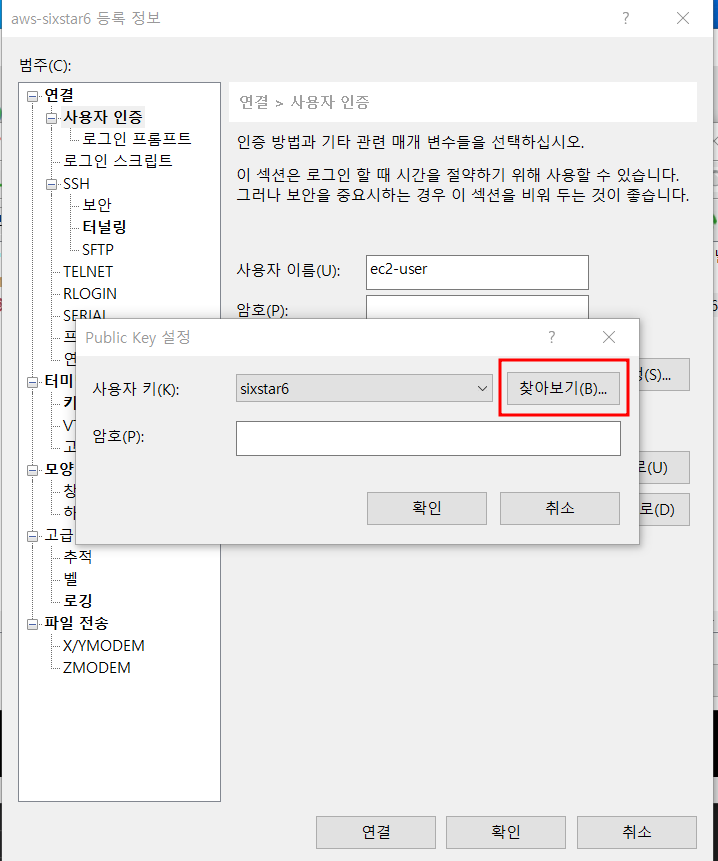 aws-sixstar6 등록 정보
범주(C):
연결
사용자 인증
로그인 프롬프트
로그인 스크립트
SSH
보안
터널링
SFTP
TELNET
RLOGIN
SERIAL
터미
모양
고급
추적
벨
로깅
파일 전송
X/YMODEM
ZMODEM
연결 > 사용자 인증
인증 방법과 기타 관련 매개 변수들을 선택하십시오.
이 섹션은 로그인 할 때 시간을 절약하기 위해 사용할 수 있습니다.
그러나 보안을 중요시하는 경우 이 섹션을 비워 두는 것이 좋습니다.
사용자 이름(U):
ec2-user
암호(P):
(S)...
로(U)
로(D)
Public Key 설정
사용자 키(K):
sixstar6
찾아보기(B)...
암호(P):
확인
취소
연결
확인
취소